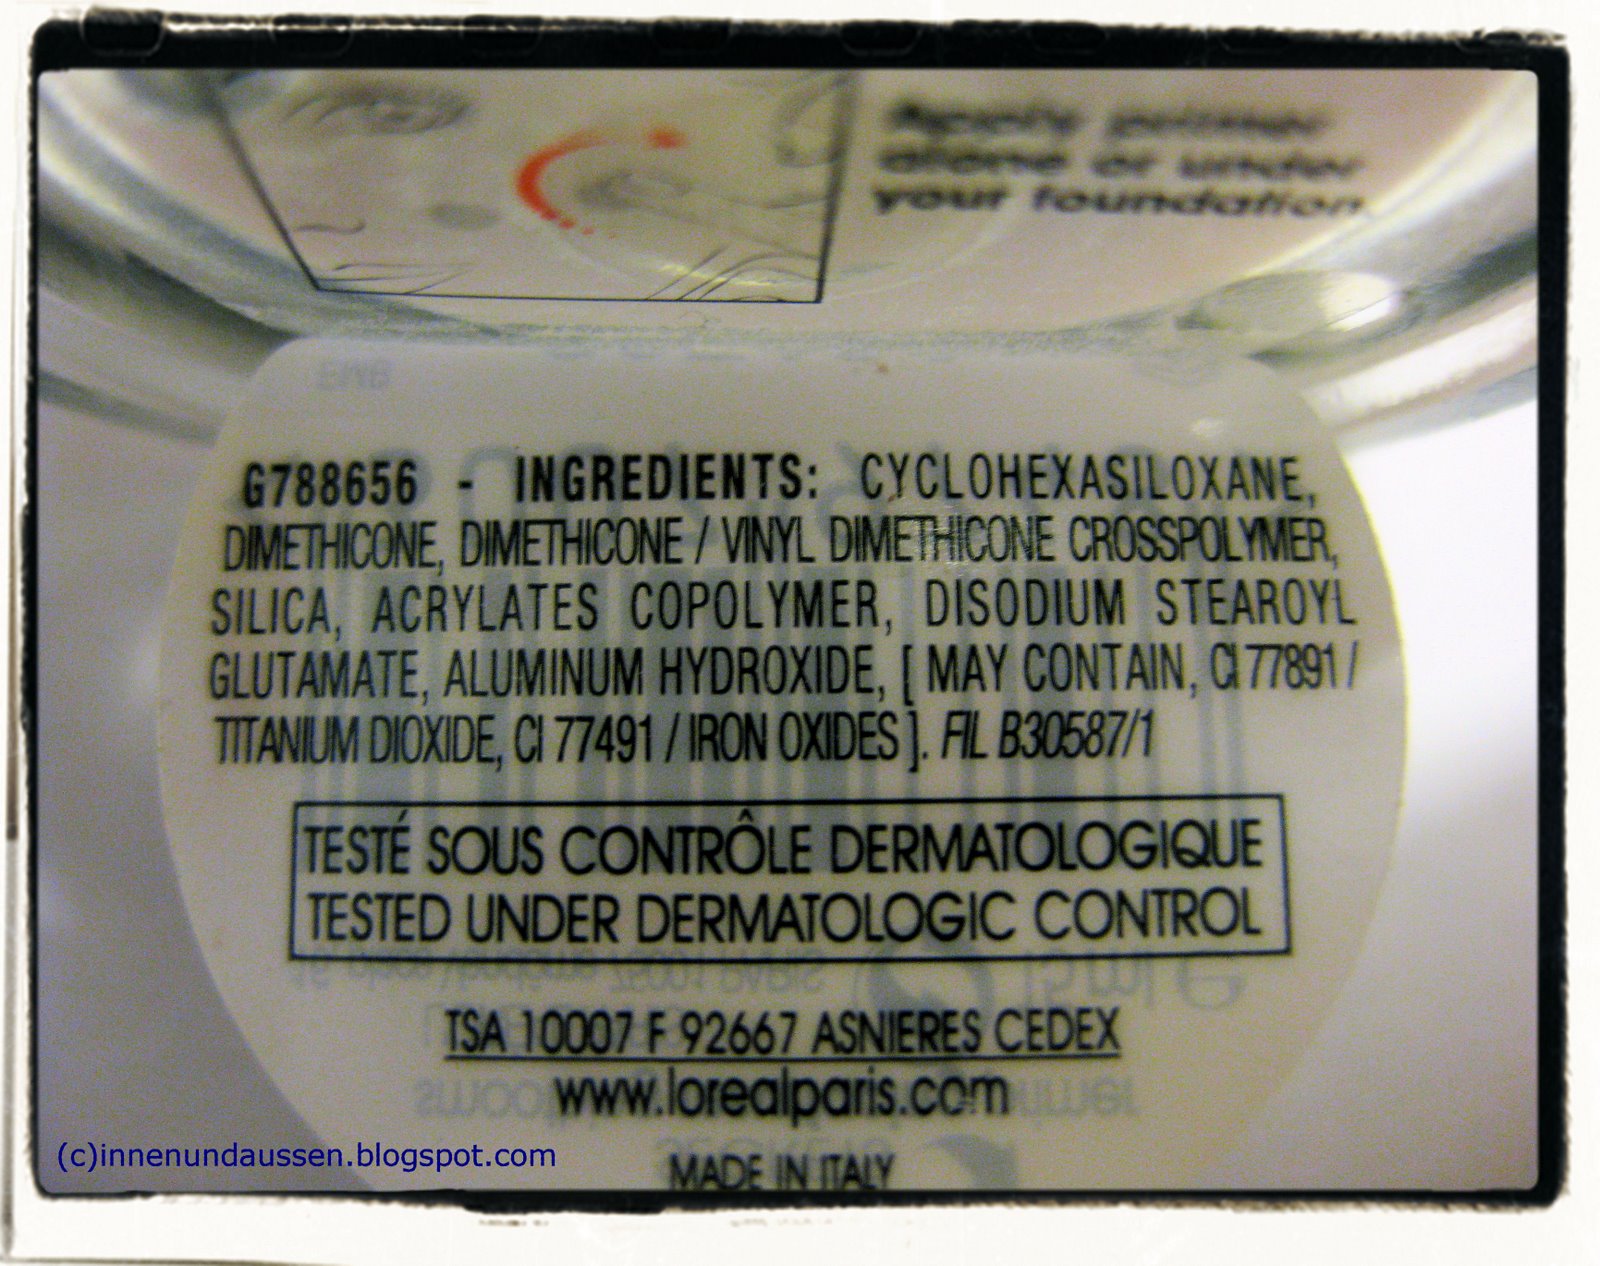 Apply primer
alone or under
your foundation.
G788656 - INGREDIENTS: CYCLOHEXASILOXANE,
DIMETHICONE, DIMETHICONE / VINYL DIMETHICONE CROSSPOLYMER,
SILICA, ACRYLATES COPOLYMER, DISODIUM STEAROYL
GLUTAMATE, ALUMINUM HYDROXIDE, [ MAY CONTAIN, CI 77891 /
TITANIUM DIOXIDE, CI 77491 / IRON OXIDES ]. FIL B30587/1
TESTÉ SOUS CONTRÔLE DERMATOLOGIQUE
TESTED UNDER DERMATOLOGIC CONTROL
TSA 10007 F 92667 ASNIERES CEDEX
www.lorealparis.com
MADE IN ITALY
(c)innenundaussen.blogspot.com